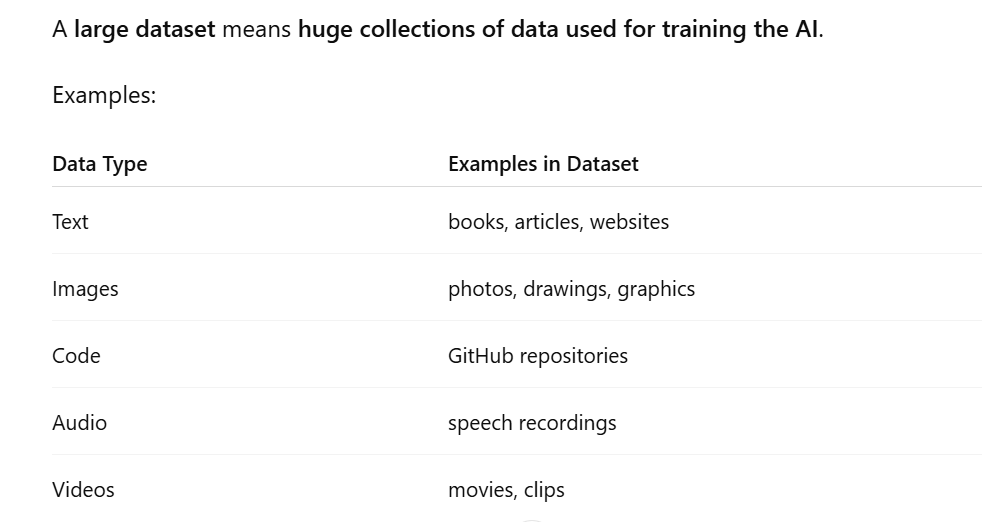 A large dataset means huge collections of data used for training the AI.
Examples:
Data Type Examples in Dataset
Text books, articles, websites
Images photos, drawings, graphics
Code GitHub repositories
Audio speech recordings
Videos movies, clips